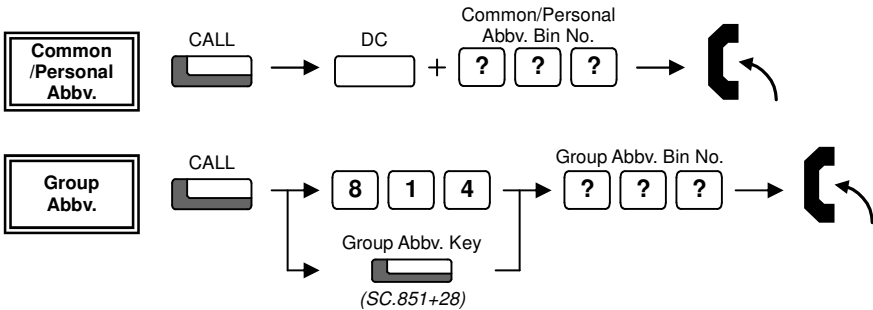 Common
/Personal
Abbv.
CALL
DC
+
Common/Personal
Abbv. Bin No.
? ? ?
Group
Abbv.
CALL
8 1 4
Group Abbv. Key
(SC.851+28)
Group Abbv. Bin No.
? ? ?